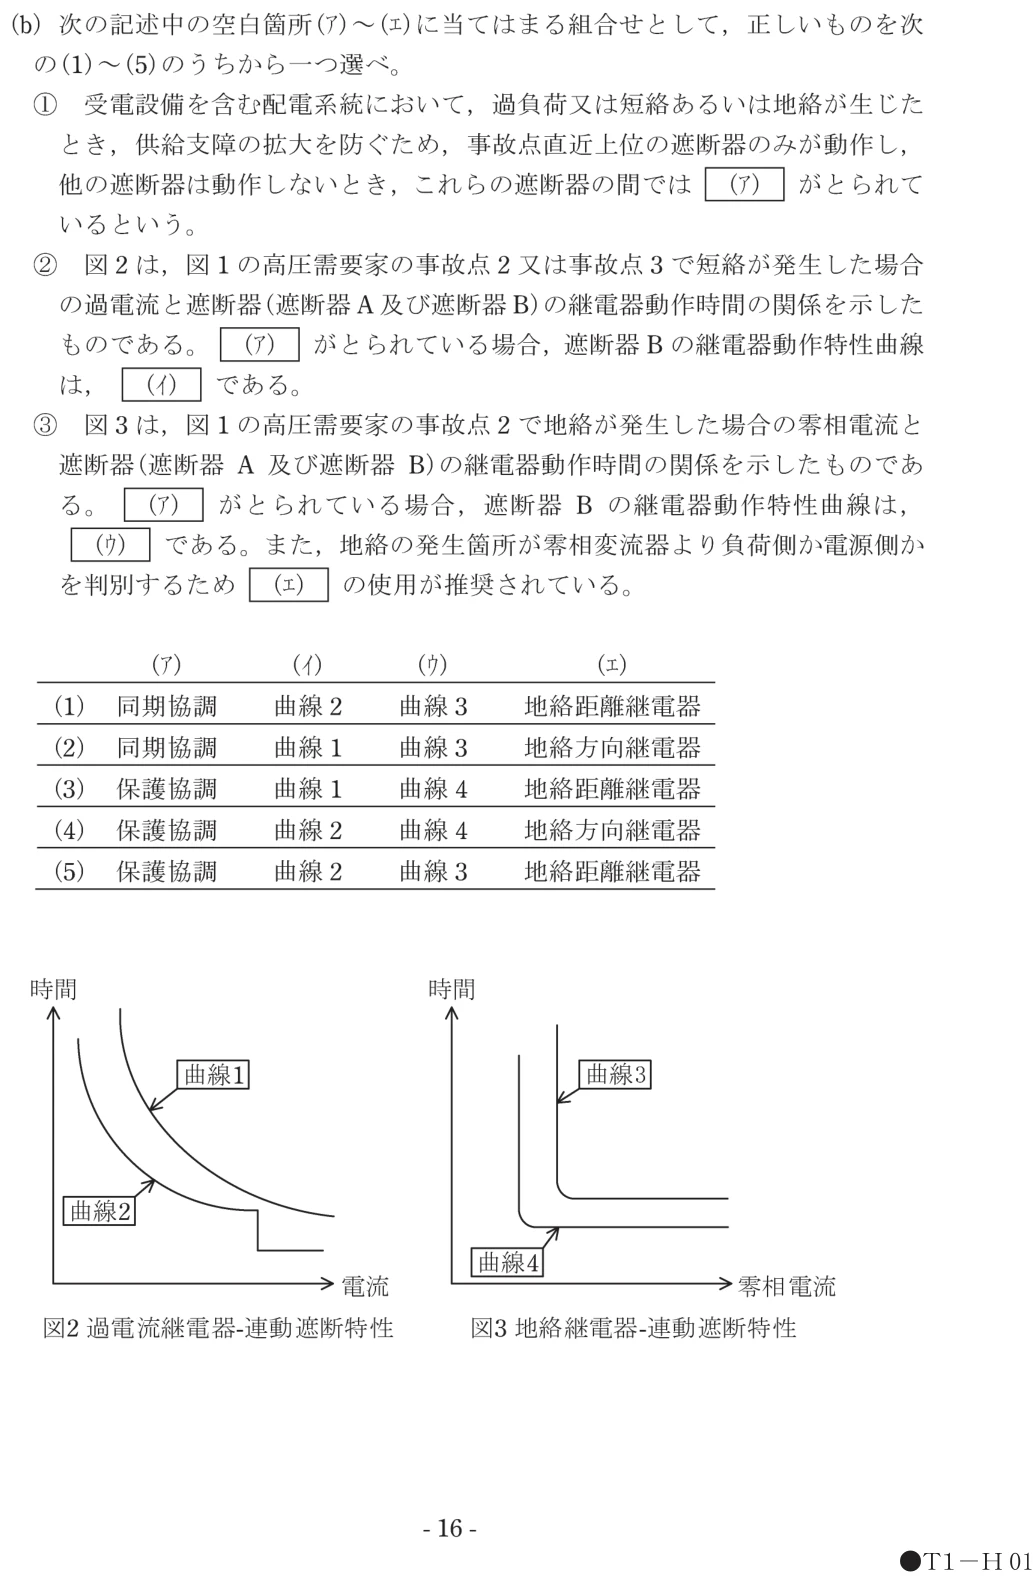 (b) 次の記述中の空白箇所(ア)～(エ)に当てはまる組合せとして，正しいものを次
の(1)～(5)のうちから一つ選べ。
① 受電設備を含む配電系統において，過負荷又は短絡あるいは地絡が生じた
とき，供給支障の拡大を防ぐため，事故点直近上位の遮断器のみが動作し，
他の遮断器は動作しないとき，これらの遮断器の間では (ア) がとられて
いるという。
② 図2は，図1の高圧需要家の事故点2又は事故点3で短絡が発生した場合
の過電流と遮断器(遮断器A及び遮断器B)の継電器動作時間の関係を示した
ものである。 (ア) がとられている場合，遮断器Bの継電器動作特性曲線
は， (イ) である。
③ 図3は，図1の高圧需要家の事故点2で地絡が発生した場合の零相電流と
遮断器(遮断器 A 及び遮断器 B)の継電器動作時間の関係を示したものであ
る。 (ア) がとられている場合，遮断器 B の継電器動作特性曲線は，
(ウ) である。また，地絡の発生箇所が零相変流器より負荷側か電源側か
を判別するため (エ) の使用が推奨されている。
(ア) (イ) (ウ) (エ)
(1) 同期協調 曲線2 曲線3 地絡距離継電器
(2) 同期協調 曲線1 曲線3 地絡方向継電器
(3) 保護協調 曲線1 曲線4 地絡距離継電器
(4) 保護協調 曲線2 曲線4 地絡方向継電器
(5) 保護協調 曲線2 曲線3 地絡距離継電器
時間
曲線1
曲線2
電流
図2 過電流継電器-連動遮断特性
時間
曲線3
曲線4
零相電流
図3 地絡継電器-連動遮断特性
- 16 -
●T1－H 01